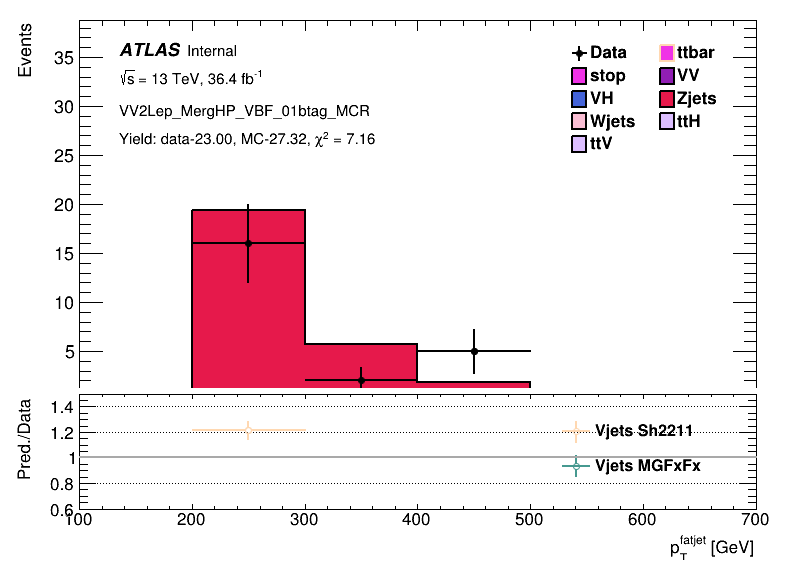 Events
ATLAS Internal
√s = 13 TeV, 36.4 fb⁻¹
VV2Lep_MergHP_VBF_01btag_MCR
Yield: data-23.00, MC-27.32, χ² = 7.16
Data
ttbar
stop
VV
VH
Zjets
Wjets
ttH
ttV
35
30
25
20
15
10
5
Pred./Data
1.4
1.2
1
0.8
0.6
Vjets Sh2211
Vjets MGFxFx
100 200 300 400 500 600 700
p_T^fatjet [GeV]